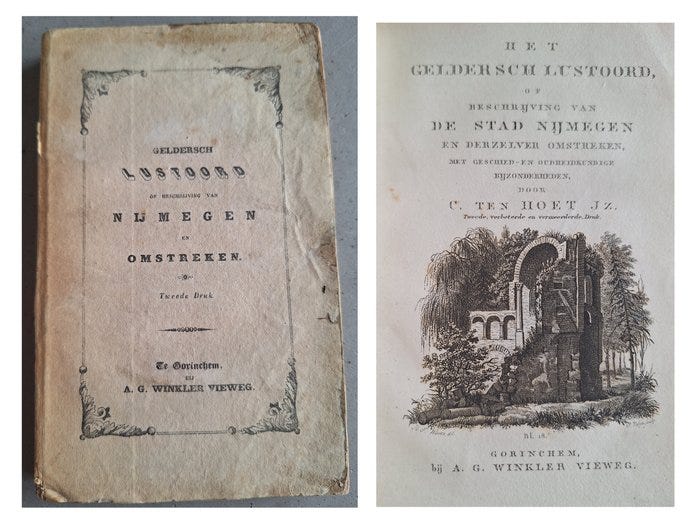 GELDERSCH
LUSTOORD
OF BESCHRIJVING VAN
NIJMEGEN
EN
OMSTREKEN.
Tweede Druk.
Te Gorinchem,
BIJ
A. G. WINKLER VIEWEG.
HET
GELDERSCH LUSTOORD,
OF
BESCHRIJVING VAN
DE STAD NIJMEGEN
EN DERZELVER OMSTREKEN,
MET GESCHIED- EN OUDHEIDKUNDIGE
BIJZONDERHEDEN,
DOOR
C. TEN HOET JZ.
Tweede, verbeterde en vermeerderde, Druk.
Bl. 18.
GORINCHEM,
bij A. G. WINKLER VIEWEG.